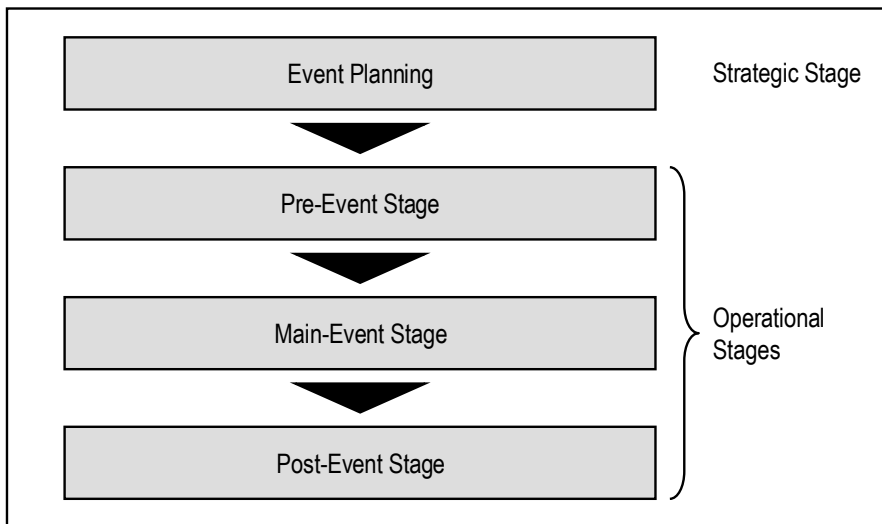 Event Planning
Strategic Stage
Pre-Event Stage
Main-Event Stage
Operational
Stages
Post-Event Stage